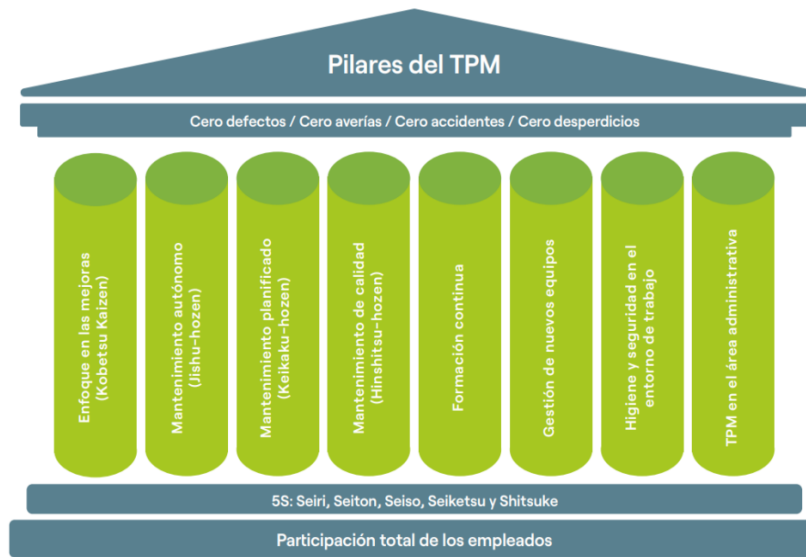 Pilares del TPM
Cero defectos / Cero averías / Cero accidentes / Cero desperdicios
Enfoque en las mejoras
(Kobetsu Kaizen)
Mantenimiento autónomo
(Jishu-hozen)
Mantenimiento planificado
(Keikaku-hozen)
Mantenimiento de calidad
(Hinshitsu-hozen)
Formación continua
Gestión de nuevos equipos
Higiene y seguridad en el
entorno de trabajo
TPM en el área administrativa
5S: Seiri, Seiton, Seiso, Seiketsu y Shitsuke
Participación total de los empleados